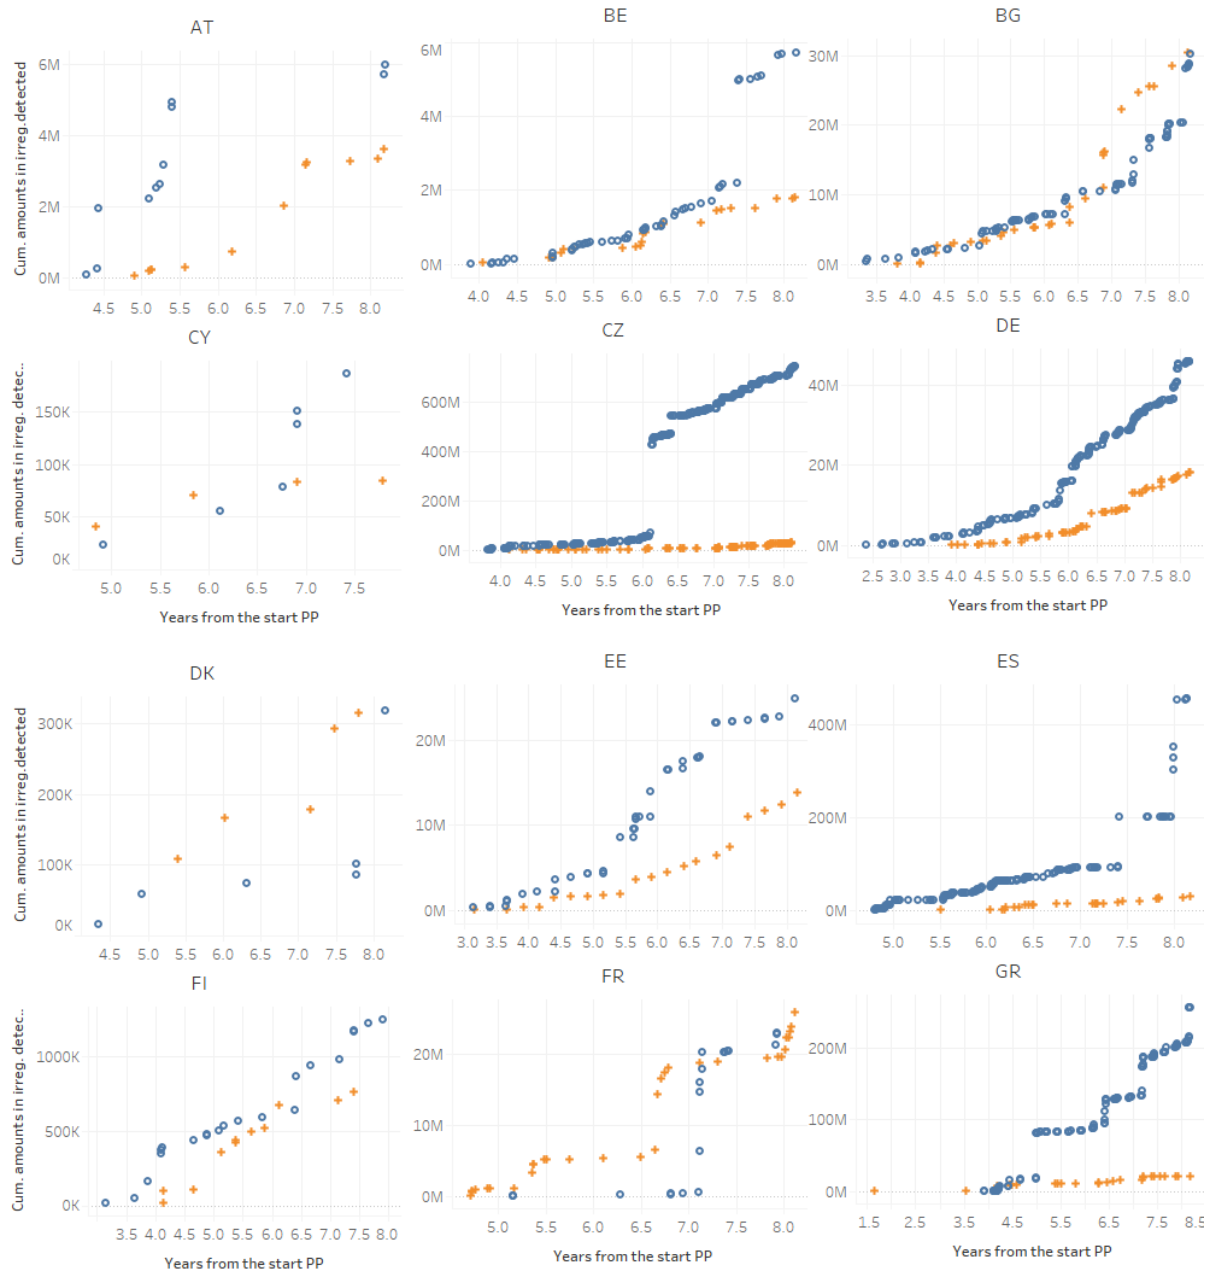 AT
BE
BG
Cum. amounts in irreg.detected
6M
4M
2M
0M
4.5 5.0 5.5 6.0 6.5 7.0 7.5 8.0
6M
4M
2M
0M
4.0 4.5 5.0 5.5 6.0 6.5 7.0 7.5 8.0
30M
20M
10M
0M
3.5 4.0 4.5 5.0 5.5 6.0 6.5 7.0 7.5 8.0
CY
CZ
DE
Cum. amounts in irreg. detec..
150K
100K
50K
0K
5.0 5.5 6.0 6.5 7.0 7.5
Years from the start PP
600M
400M
200M
0M
4.0 4.5 5.0 5.5 6.0 6.5 7.0 7.5 8.0
Years from the start PP
40M
20M
0M
2.5 3.0 3.5 4.0 4.5 5.0 5.5 6.0 6.5 7.0 7.5 8.0
Years from the start PP
DK
EE
ES
Cum. amounts in irreg.detected
300K
200K
100K
0K
4.5 5.0 5.5 6.0 6.5 7.0 7.5 8.0
20M
10M
0M
3.0 3.5 4.0 4.5 5.0 5.5 6.0 6.5 7.0 7.5 8.0
400M
200M
0M
5.0 5.5 6.0 6.5 7.0 7.5 8.0
FI
FR
GR
Cum. amounts in irreg. detec..
1000K
500K
0K
3.5 4.0 4.5 5.0 5.5 6.0 6.5 7.0 7.5 8.0
Years from the start PP
20M
10M
0M
5.0 5.5 6.0 6.5 7.0 7.5 8.0
Years from the start PP
200M
100M
0M
1.5 2.5 3.5 4.5 5.5 6.5 7.5 8.5
Years from the start PP